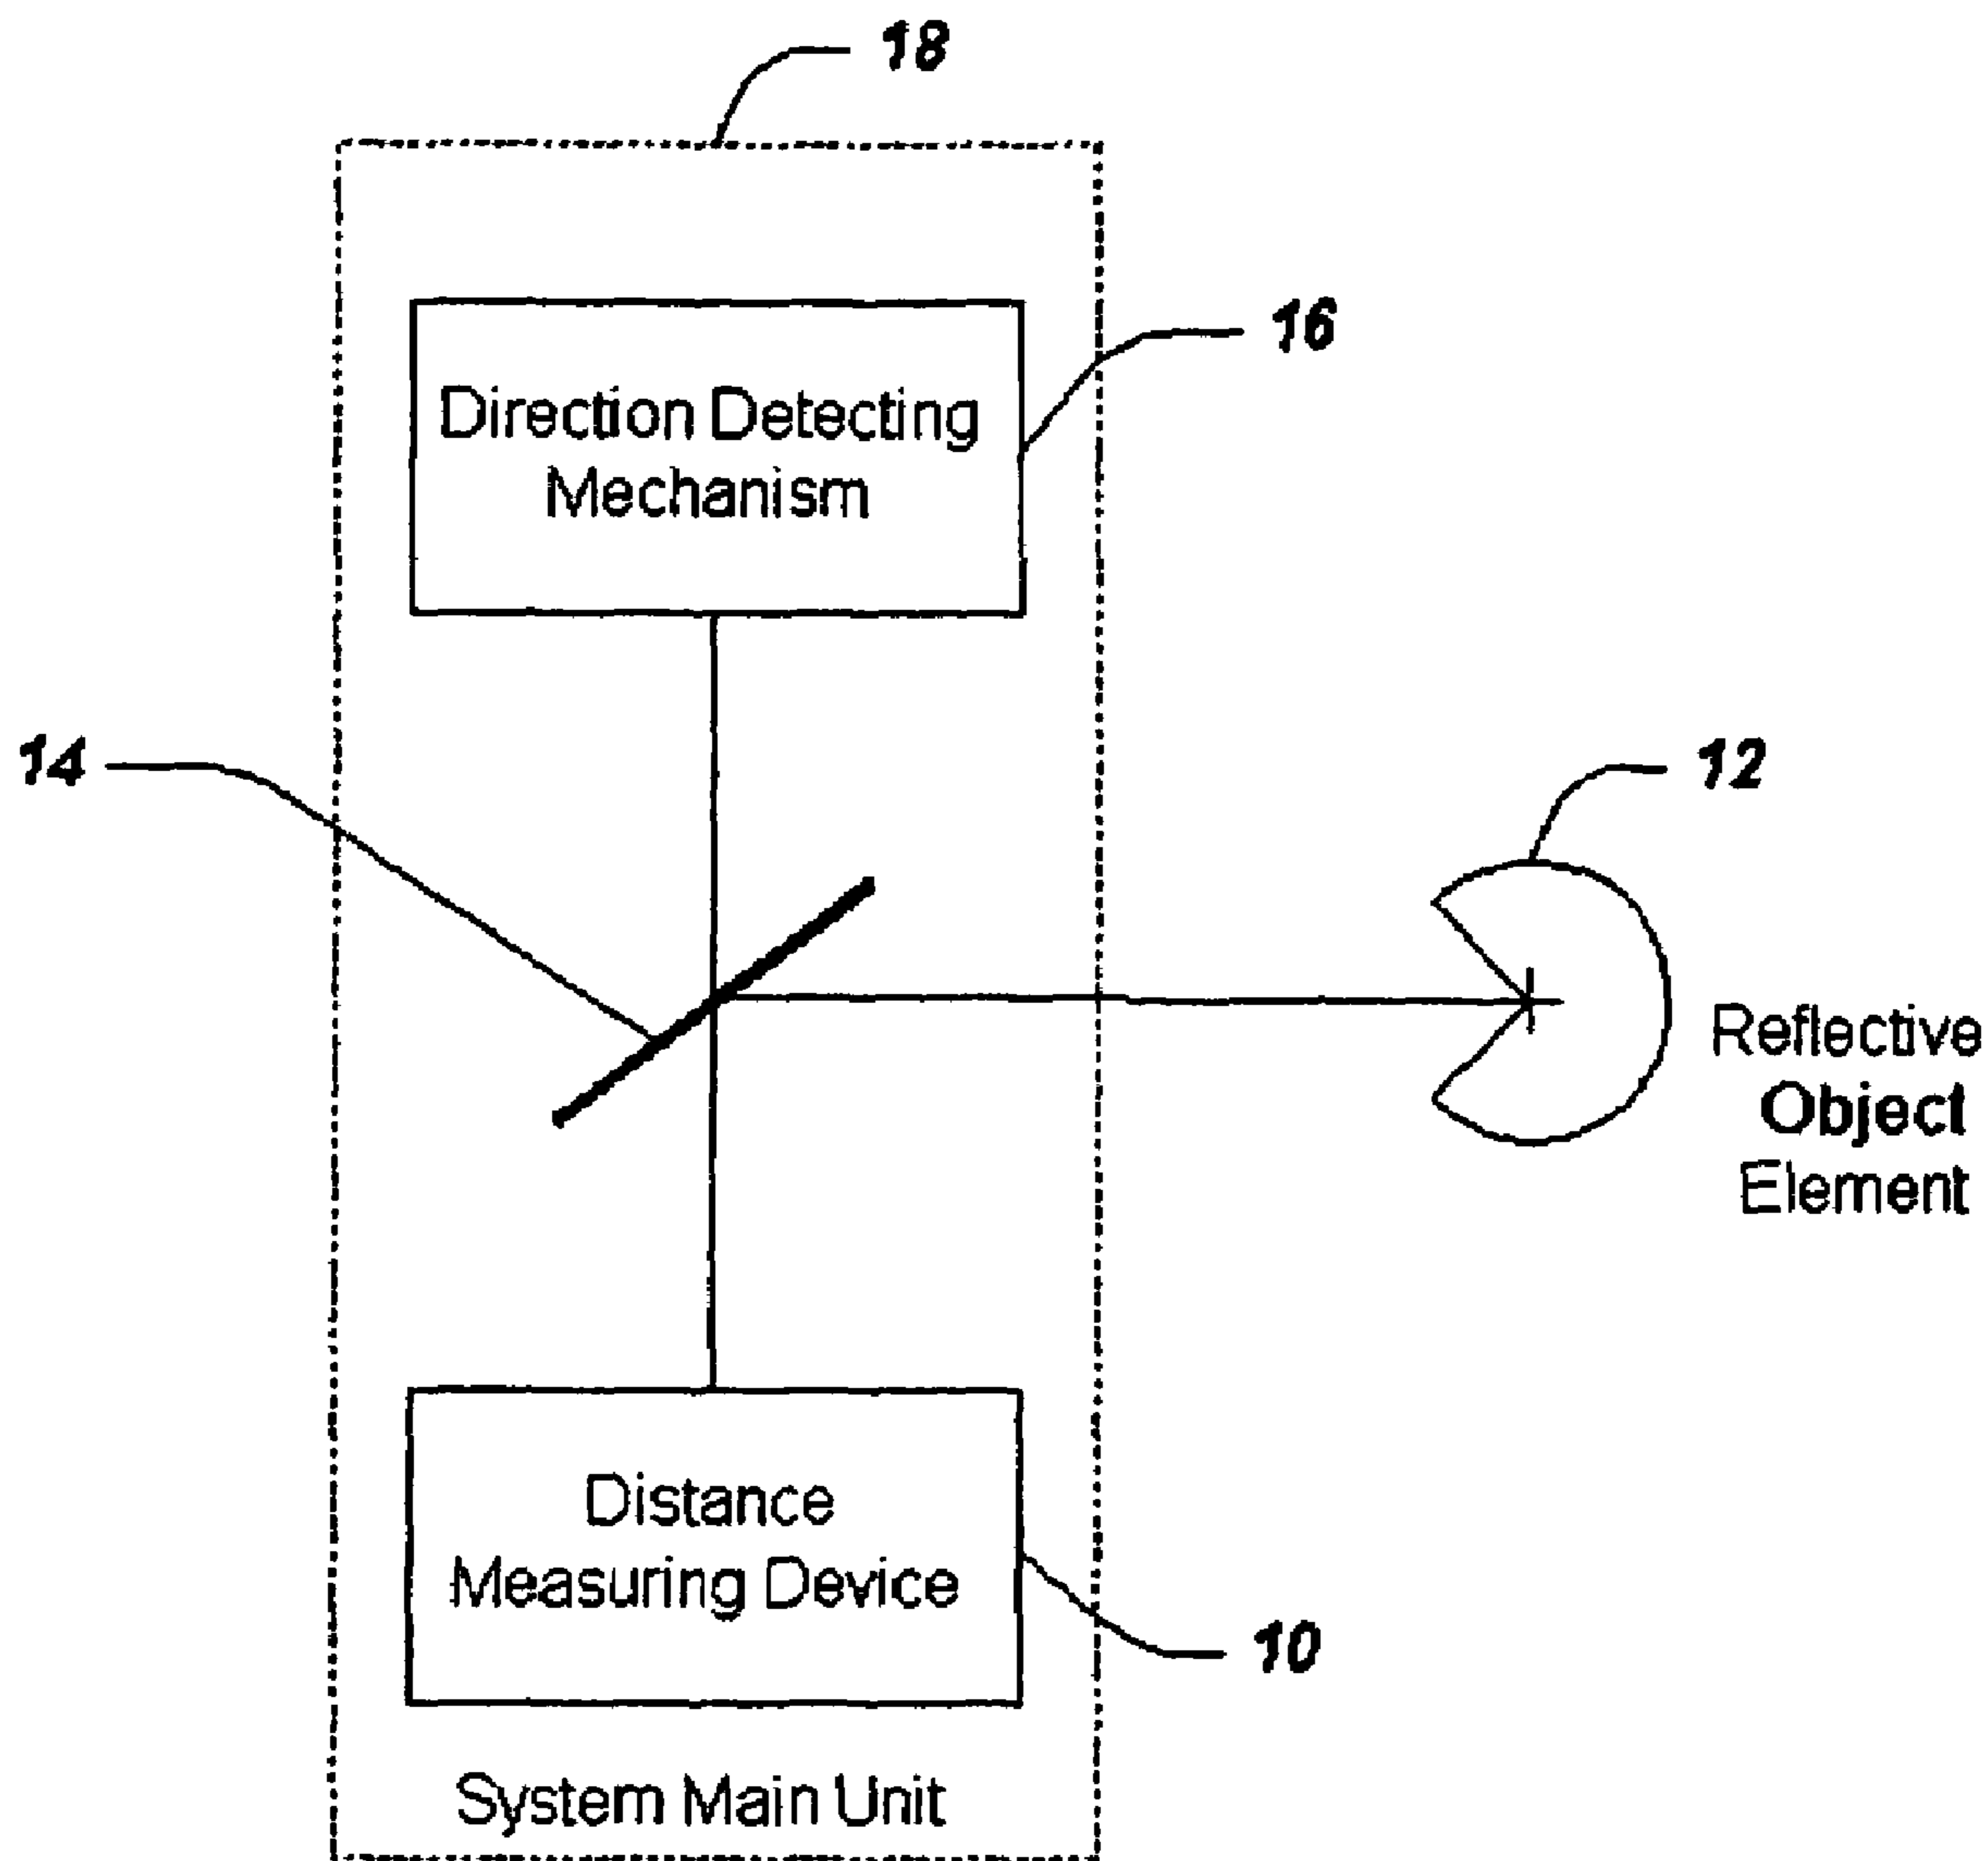 18
16
Direction Detecting
Mechanism
14
12
Reflective
Object
Element
Distance
Measuring Device
10
System Main Unit